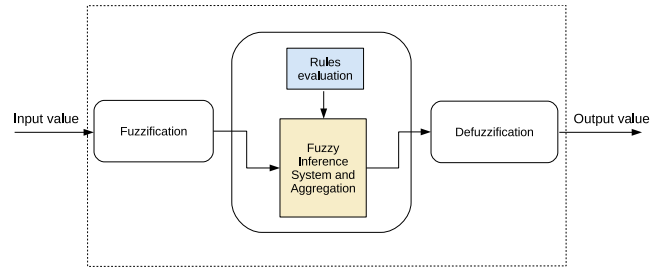 Rules
evaluation
Input value
Fuzzification
Fuzzy
Inference
System and
Aggregation
Defuzzification
Output value